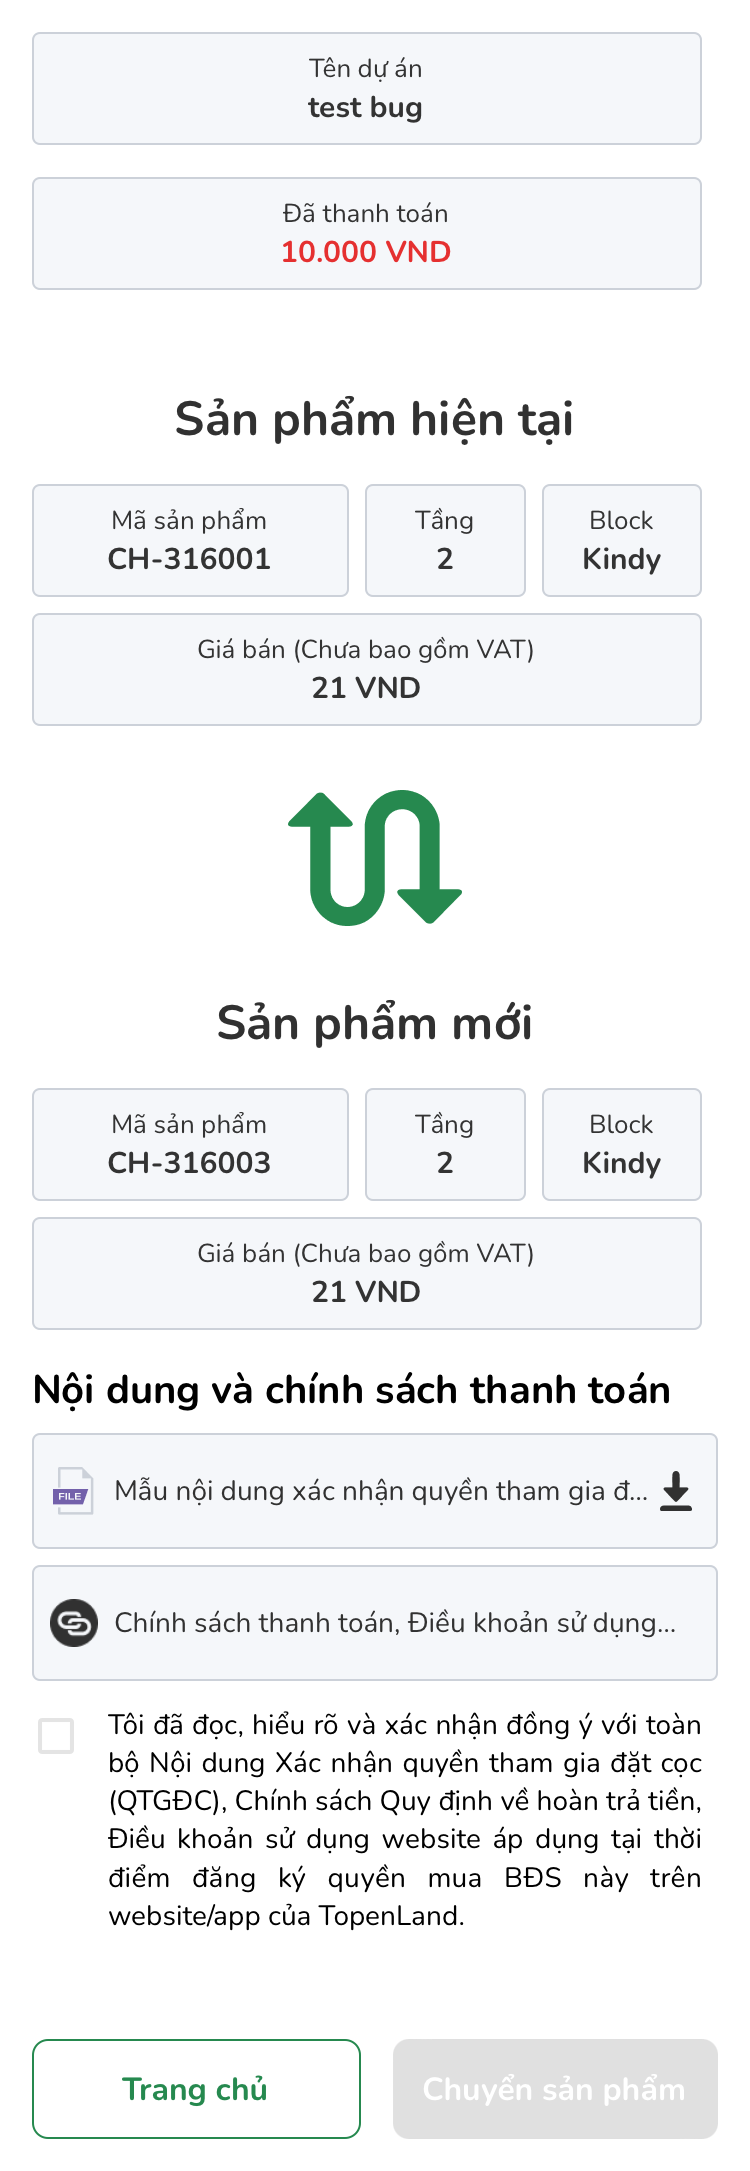 Tên dự án
test bug
Đã thanh toán
10.000 VND
Sản phẩm hiện tại
Mã sản phẩm
CH-316001
Tầng
2
Block
Kindy
Giá bán (Chưa bao gồm VAT)
21 VND
Sản phẩm mới
Mã sản phẩm
CH-316003
Tầng
2
Block
Kindy
Giá bán (Chưa bao gồm VAT)
21 VND
Nội dung và chính sách thanh toán
FILE
Mẫu nội dung xác nhận quyền tham gia đ...
Chính sách thanh toán, Điều khoản sử dụng...
Tôi đã đọc, hiểu rõ và xác nhận đồng ý với toàn
bộ Nội dung Xác nhận quyền tham gia đặt cọc
(QTGĐC), Chính sách Quy định về hoàn trả tiền,
Điều khoản sử dụng website áp dụng tại thời
điểm đăng ký quyền mua BĐS này trên
website/app của TopenLand.
Trang chủ
Chuyển sản phẩm